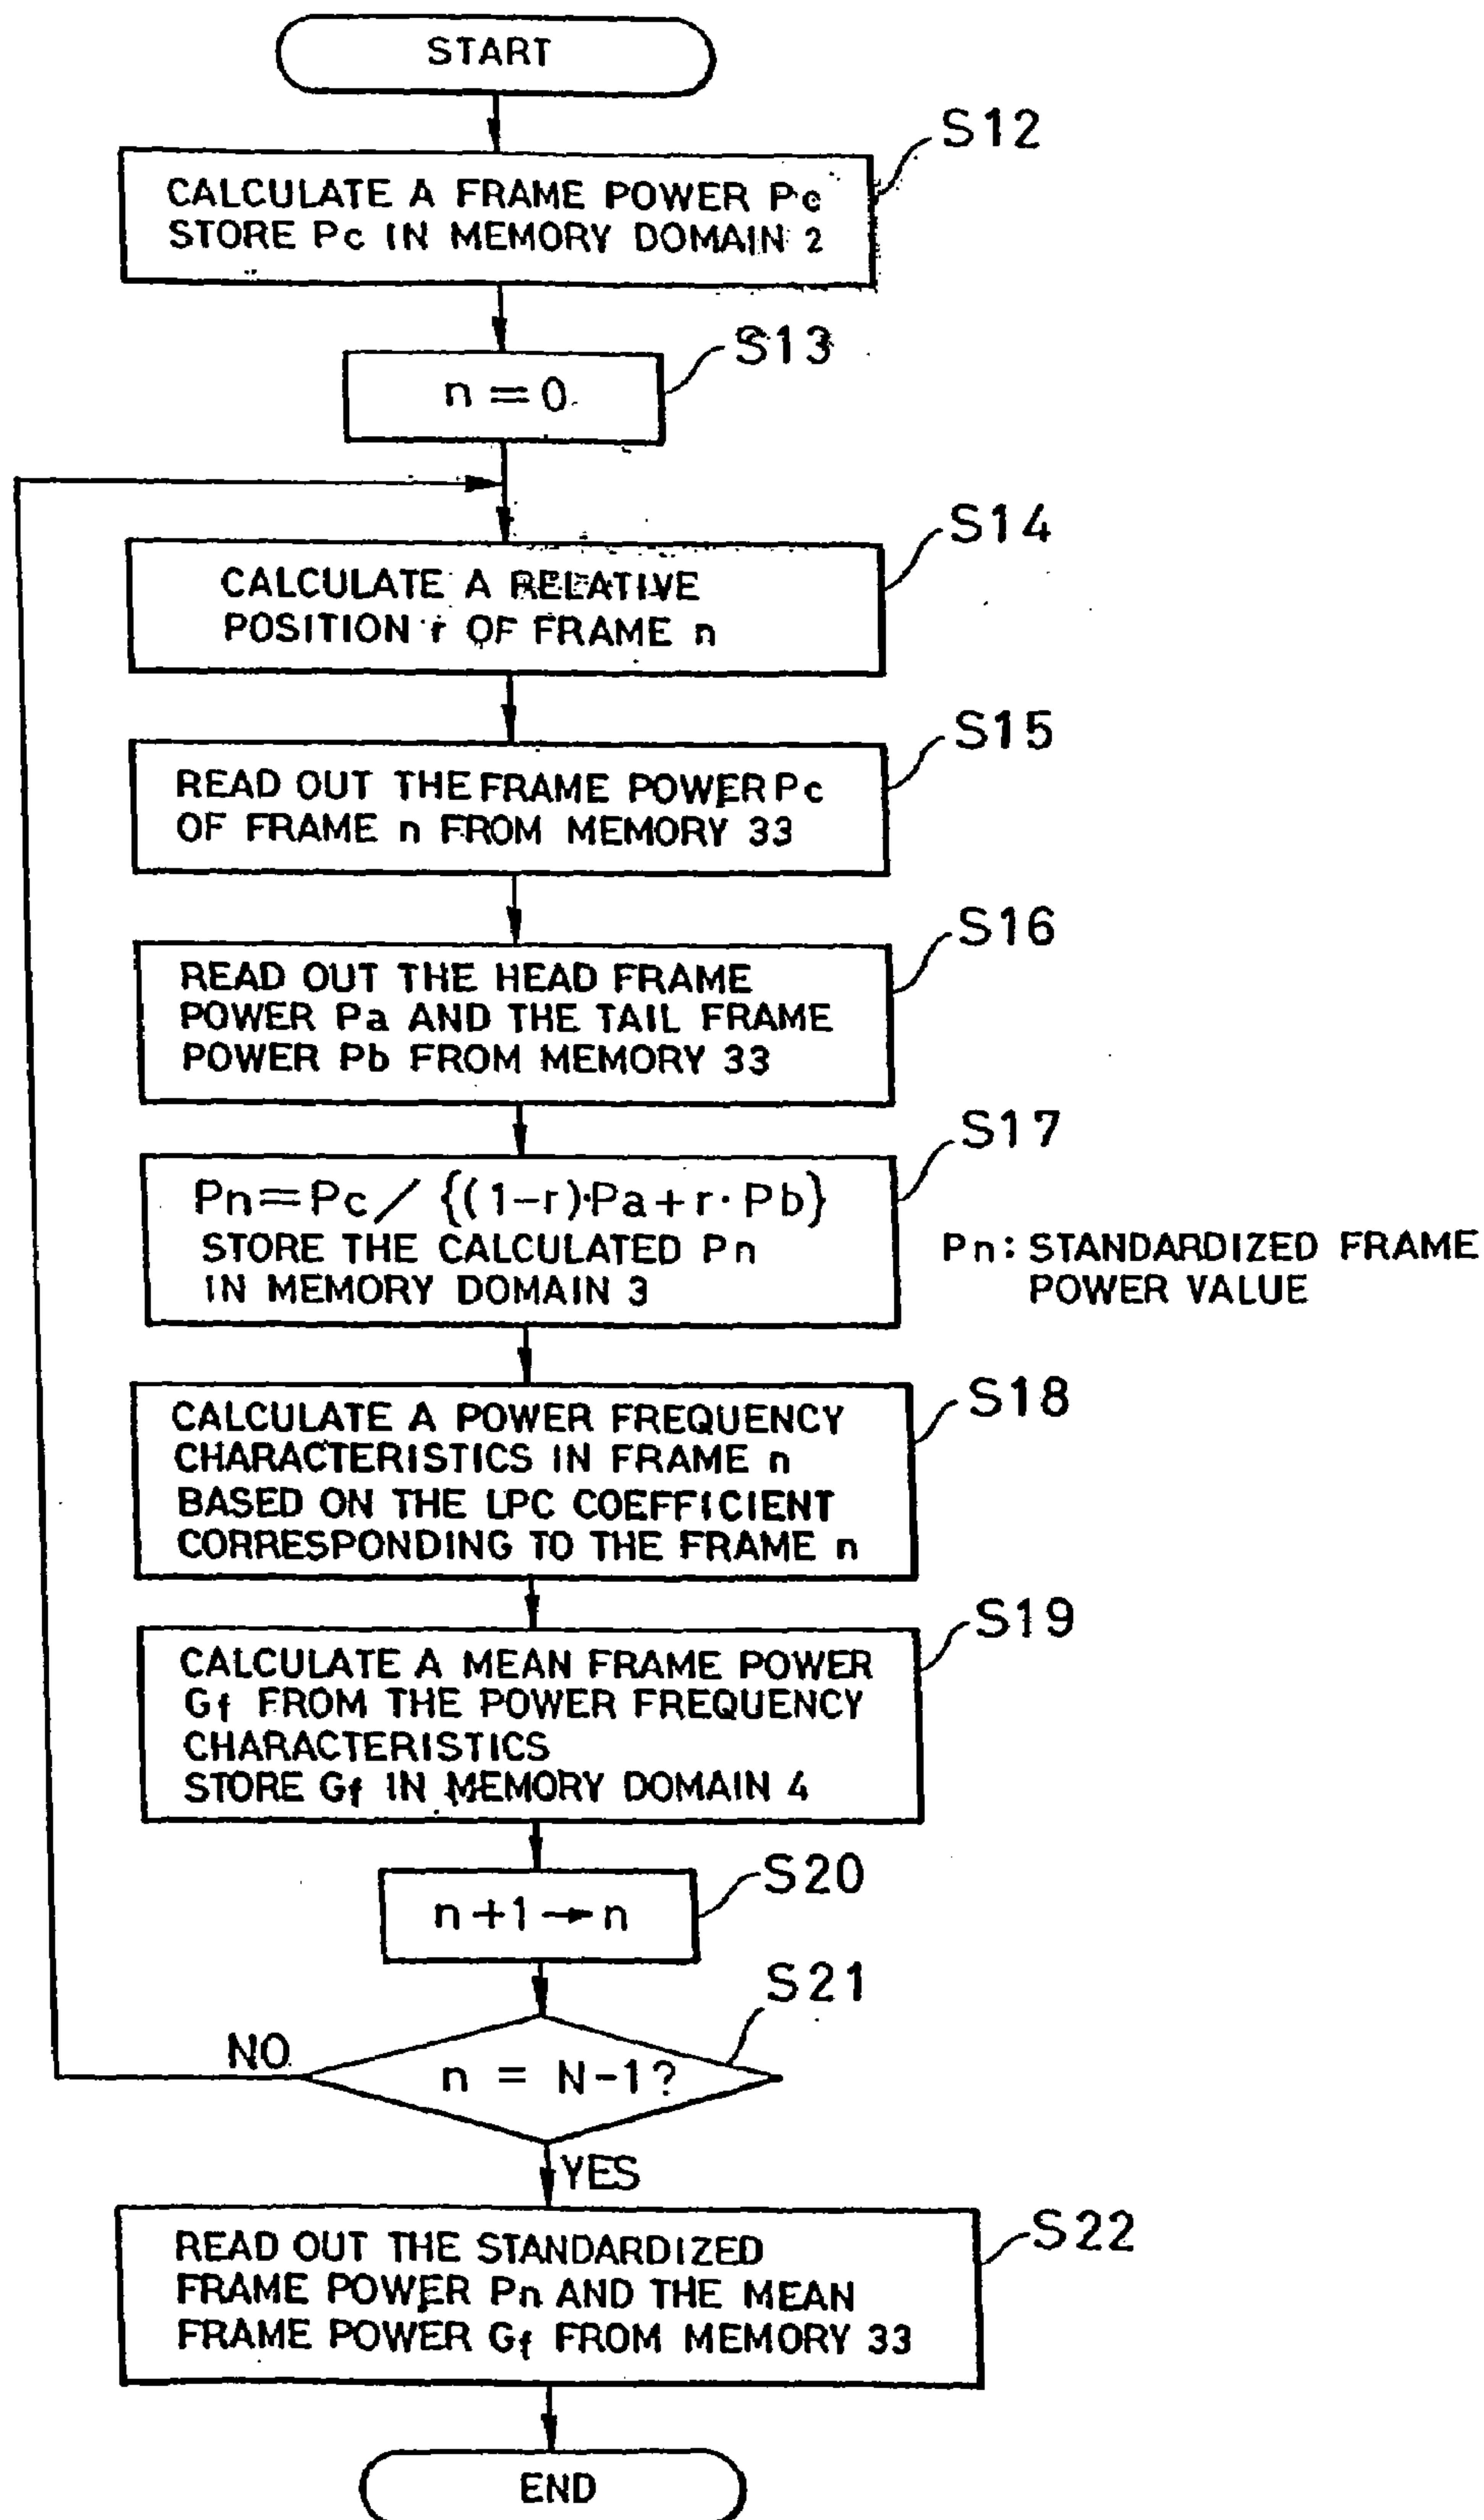 START
S12
CALCULATE A FRAME POWER Pc
STORE Pc IN MEMORY DOMAIN 2
S13
n=0
S14
CALCULATE A RELATIVE
POSITION r OF FRAME n
S15
READ OUT THE FRAME POWER Pc
OF FRAME n FROM MEMORY 33
S16
READ OUT THE HEAD FRAME
POWER Pa AND THE TAIL FRAME
POWER Pb FROM MEMORY 33
S17
Pn=Pc/{(1-r)·Pa+r·Pb}
STORE THE CALCULATED Pn
IN MEMORY DOMAIN 3
Pn: STANDARDIZED FRAME
POWER VALUE
S18
CALCULATE A POWER FREQUENCY
CHARACTERISTICS IN FRAME n
BASED ON THE LPC COEFFICIENT
CORRESPONDING TO THE FRAME n
S19
CALCULATE A MEAN FRAME POWER
Gf FROM THE POWER FREQUENCY
CHARACTERISTICS
STORE Gf IN MEMORY DOMAIN 4
S20
n+1→n
S21
NO
n = N-1?
YES
S22
READ OUT THE STANDARDIZED
FRAME POWER Pn AND THE MEAN
FRAME POWER Gf FROM MEMORY 33
END